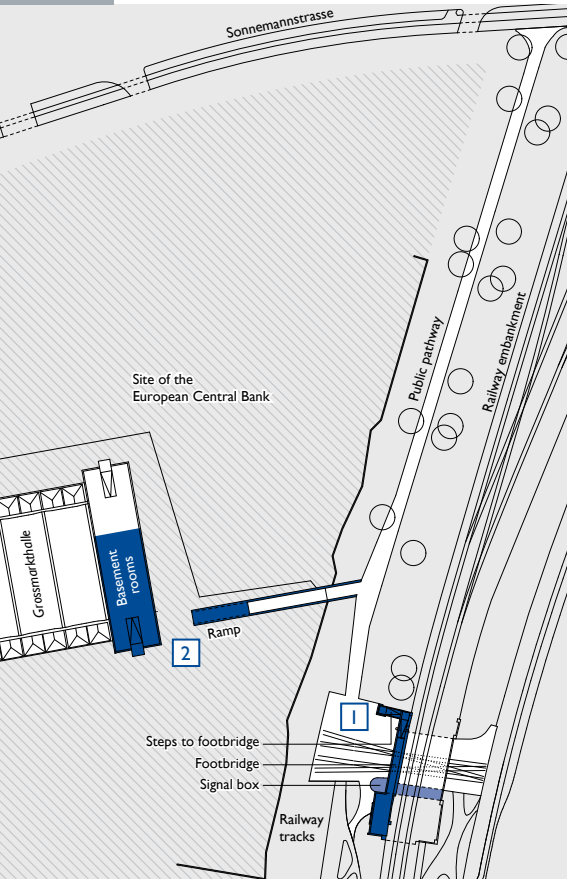 Sonnemannstrasse
Public pathway
Railway embankment
Site of the
European Central Bank
Grossmarkthalle
Basement
rooms
Ramp
2
1
Steps to footbridge
Footbridge
Signal box
Railway
tracks